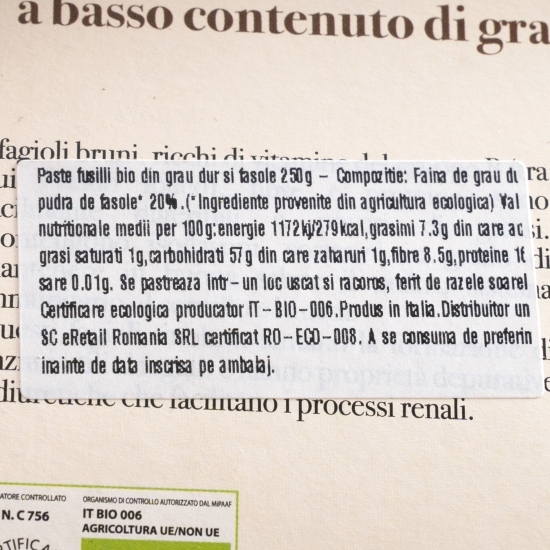 a basso contenuto di gra
fagioli bruni, ricchi di
Paste fusilli bio din grau dur si fasole 250g – Compozitie: Faina de grau du
pudra de fasole* 20%.(*Ingrediente provenite din agricultura ecologica) Val
nutritionale medii per 100g:energie 1172kj/279kcal,grasimi 7.3g din care ac
grasi saturati 1g,carbohidrati 57g din care zaharuri 1g,fibre 8.5g,proteine 1
sare 0.01g. Se pastreaza intr-un loc uscat si racoros, ferit de razele soarel
Certificare ecologica producator IT-BIO-006.Produs in Italia.Distribuitor un
SC eRetail Romania SRL certificat RO-ECO-008. A se consuma de preferin
inainte de data inscrisa pe ambalaj.
proprietà depurative
diuretiche che facilitano i processi renali.
ATORE CONTROLLATO
N. C 756
ORGANISMO DI CONTROLLO AUTORIZZATO DAL MIPAAF
IT BIO 006
AGRICOLTURA UE/NON UE